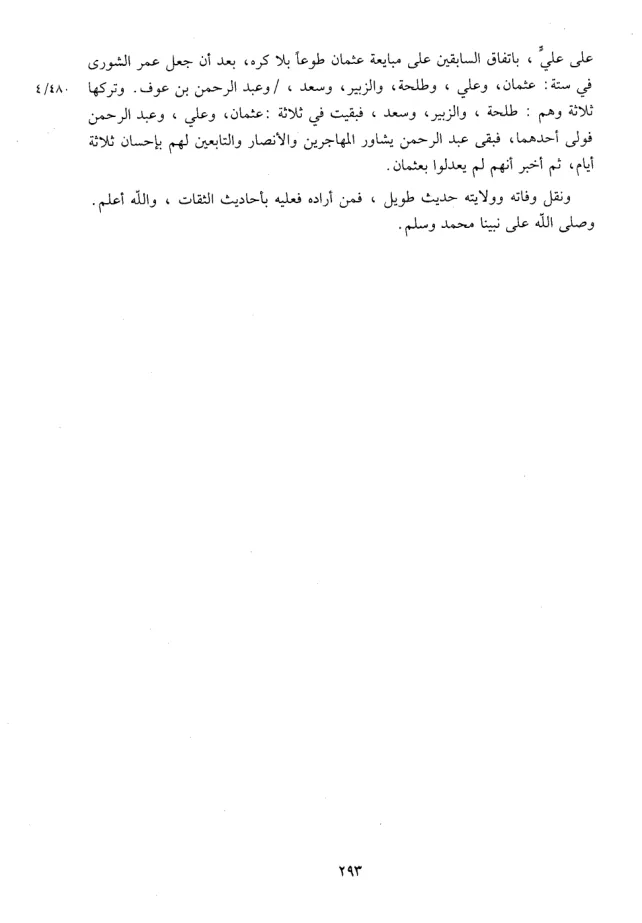 على عليٍّ ، باتفاق السابقين على مبايعة عثمان طوعاً بلا كره، بعد أن جعل عمر الشورى
في ستة: عثمان، وعلي ، وطلحة، والزبير، وسعد ، /وعبد الرحمن بن عوف. وتركها ٤/٤٨٠
ثلاثة وهم : طلحة ، والزبير، وسعد ، فبقيت في ثلاثة :عثمان، وعلي ، وعبد الرحمن
فولى أحدهما، فبقى عبد الرحمن يشاور المهاجرين والأنصار والتابعين لهم بإحسان ثلاثة
أيام، ثم أخبر أنهم لم يعدلوا بعثمان.
ونقل وفاته وولايته حديث طويل ، فمن أراده فعليه بأحاديث الثقات ، والله أعلم.
وصلى الله على نبينا محمد وسلم.
٢٩٣